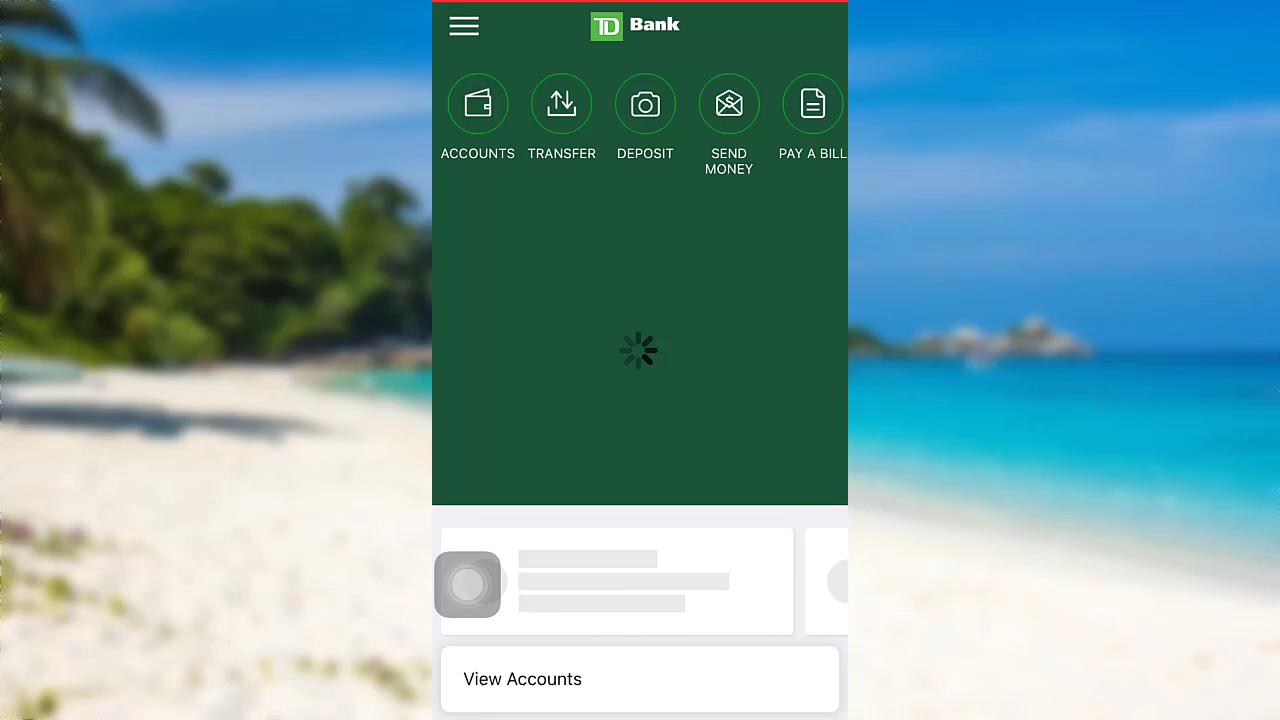 TD Bank
ACCOUNTS
TRANSFER
DEPOSIT
SEND
MONEY
PAY A BILL
View Accounts